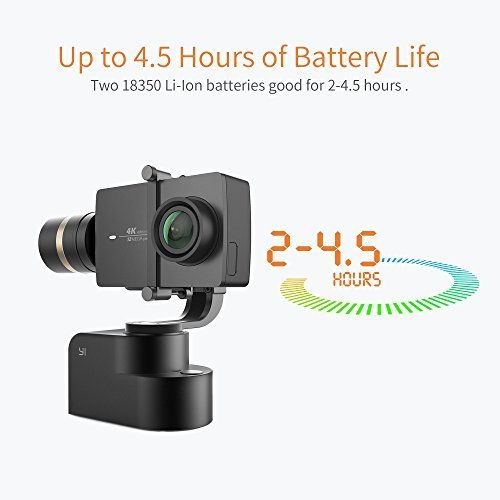 Up to 4.5 Hours of Battery Life
Two 18350 Li-Ion batteries good for 2-4.5 hours .
4K
2-4.5
HOURS
YI